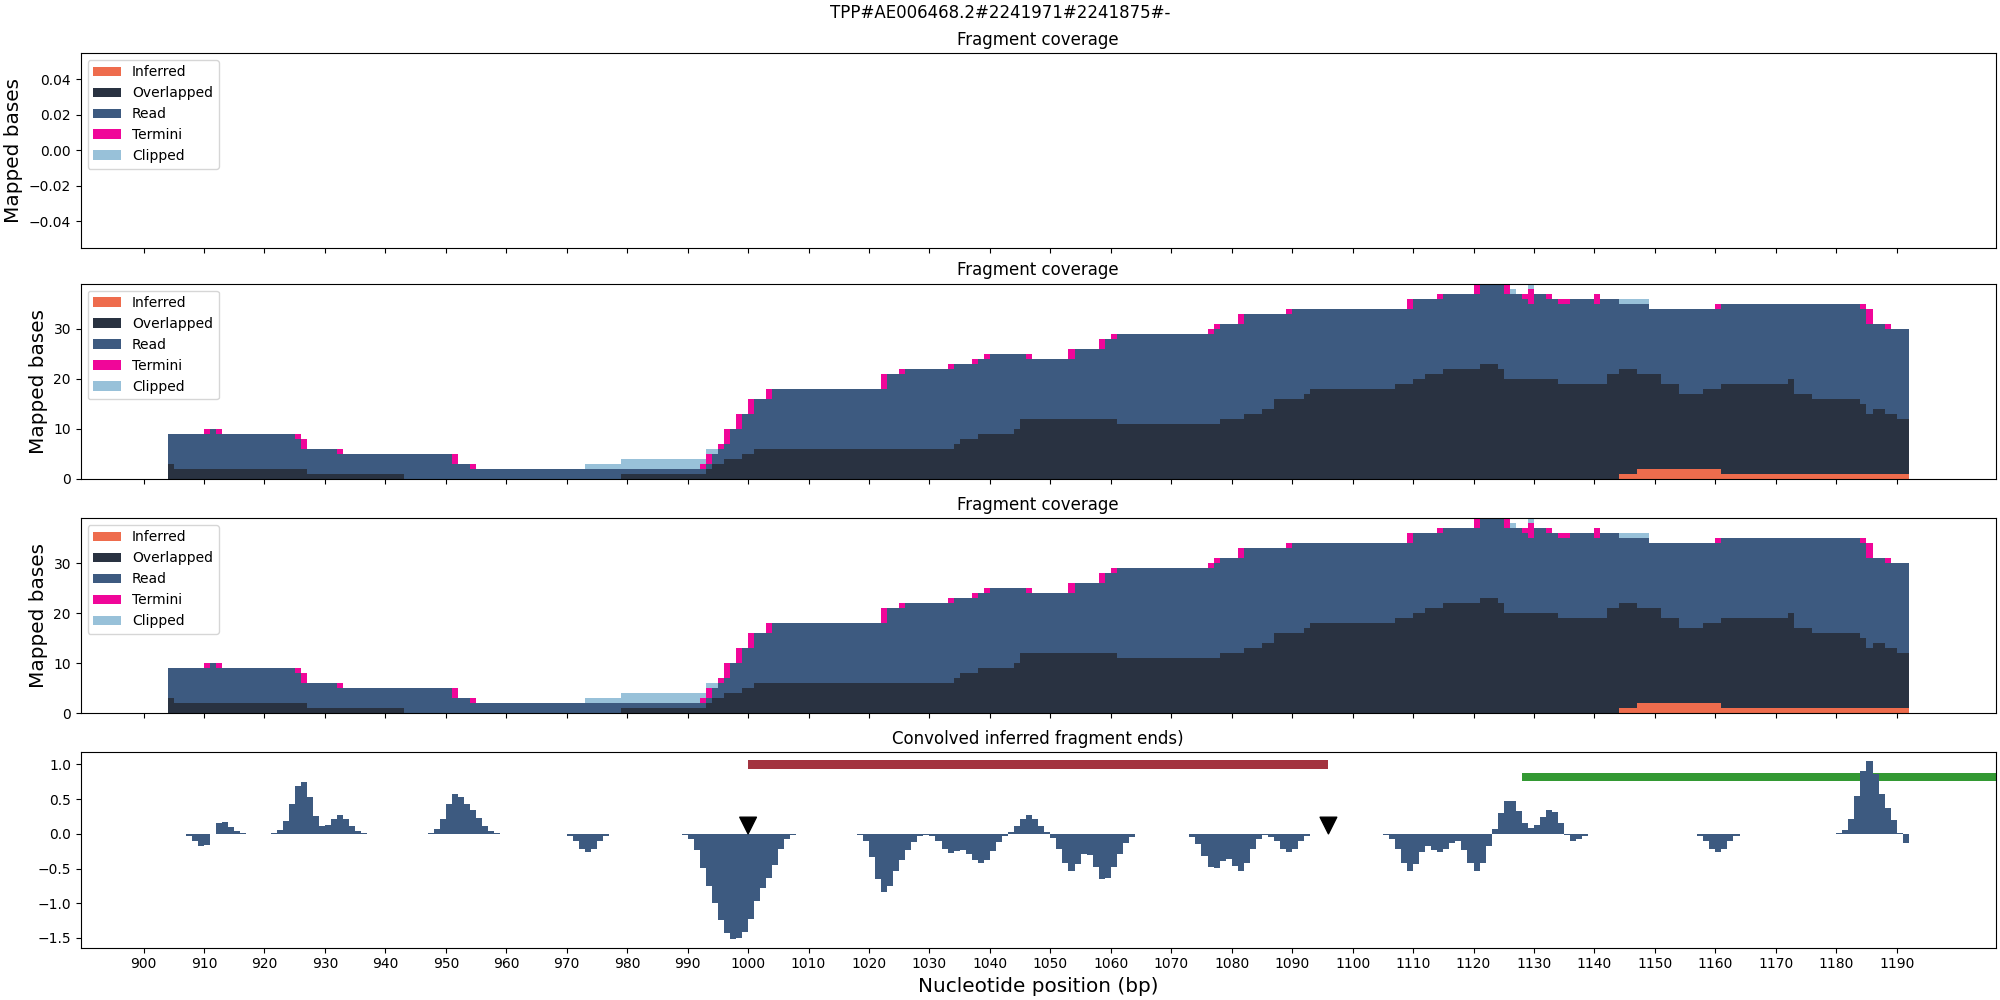 TPP#AE006468.2#2241971#2241875#-
Fragment coverage
Mapped bases
0.04
0.02
0.00
−0.02
−0.04
Inferred
Overlapped
Read
Termini
Clipped
Fragment coverage
Mapped bases
30
20
10
0
Inferred
Overlapped
Read
Termini
Clipped
Fragment coverage
Mapped bases
30
20
10
0
Inferred
Overlapped
Read
Termini
Clipped
Convolved inferred fragment ends)
1.0
0.5
0.0
−0.5
−1.0
−1.5
900 910 920 930 940 950 960 970 980 990 1000 1010 1020 1030 1040 1050 1060 1070 1080 1090 1100 1110 1120 1130 1140 1150 1160 1170 1180 1190
Nucleotide position (bp)